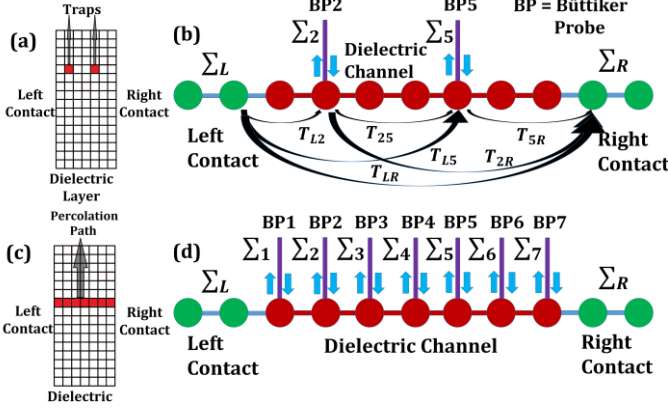 Traps
(a)
Left
Contact
Right
Contact
Dielectric
Layer
(b)
BP2
BP5
BP = Büttiker
Probe
Σ2
Σ5
Dielectric
Channel
ΣL
ΣR
Left
Contact
Right
Contact
TL2
T25
T5R
TL5
T2R
TLR
Percolation
Path
(c)
Left
Contact
Right
Contact
Dielectric
(d)
BP1 BP2 BP3 BP4 BP5 BP6 BP7
Σ1 Σ2 Σ3 Σ4 Σ5 Σ6 Σ7
ΣL
ΣR
Left
Contact
Dielectric Channel
Right
Contact